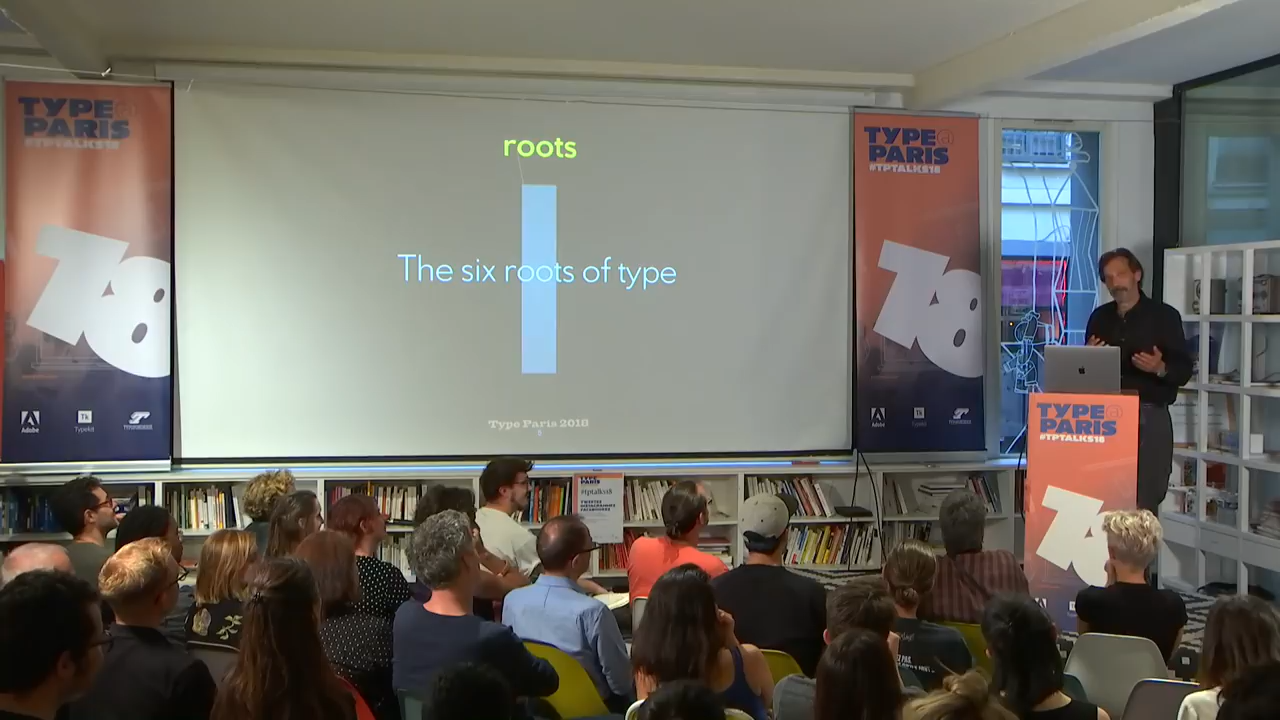 TYPE@
PARIS
#TPTALKS18
18
Adobe
Typekit
roots
The six roots of type
Type Paris 2018
TYPE@
PARIS
#TPTALKS18
18
Adobe
Typekit
TYPE@
PARIS
#TPTALKS18
PARIS
#tptalks18